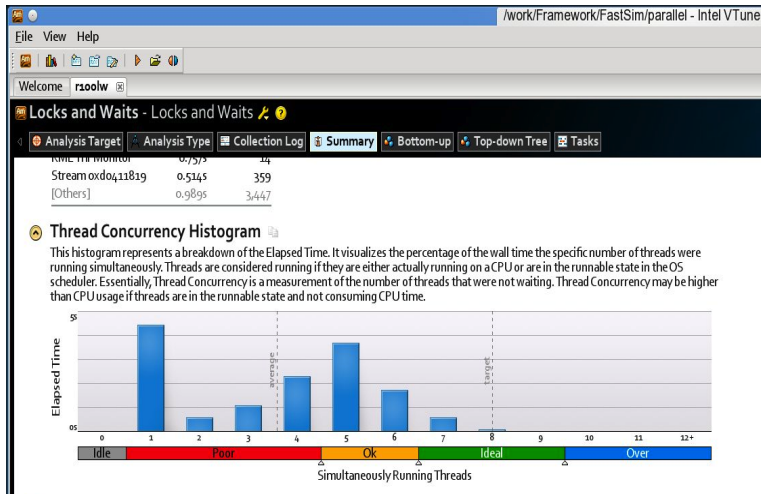 /work/Framework/FastSim/parallel - Intel VTune
File View Help
Welcome r100lw
Locks and Waits - Locks and Waits
Analysis Target Analysis Type Collection Log Summary Bottom-up Top-down Tree Tasks
RME Thl Monitor 0.757s 14
Stream 0xd0411819 0.514s 359
[Others] 0.989s 3,447
Thread Concurrency Histogram
This histogram represents a breakdown of the Elapsed Time. It visualizes the percentage of the wall time the specific number of threads were
running simultaneously. Threads are considered running if they are either actually running on a CPU or are in the runnable state in the OS
scheduler. Essentially, Thread Concurrency is a measurement of the number of threads that were not waiting. Thread Concurrency may be higher
than CPU usage if threads are in the runnable state and not consuming CPU time.
5s
Elapsed Time
average
target
0s
0 1 2 3 4 5 6 7 8 9 10 11 12+
Idle Poor Ok Ideal Over
Simultaneously Running Threads